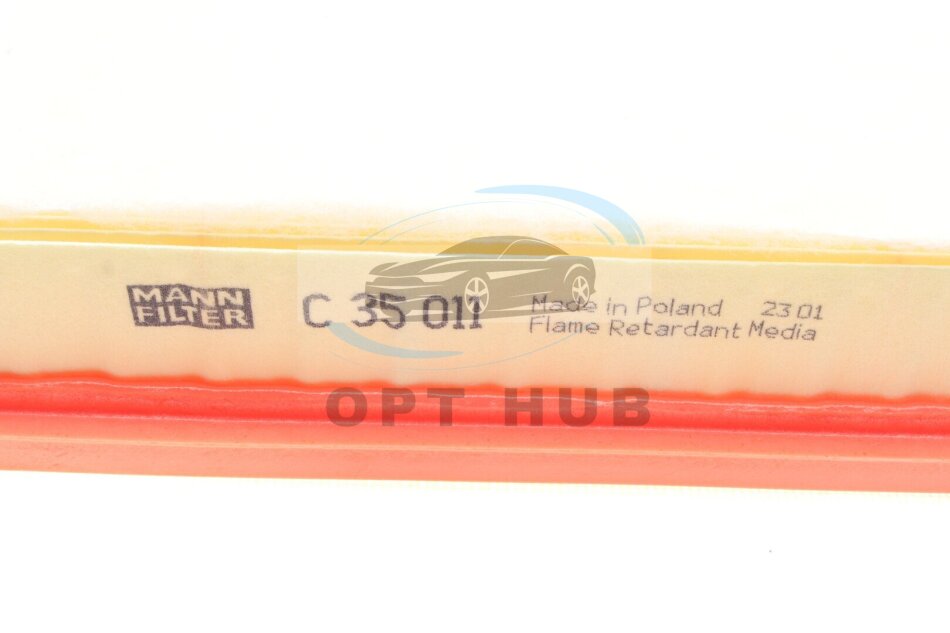 MANN
FILTER
C 35 011
Made in Poland 23 01
Flame Retardant Media
OPT HUB